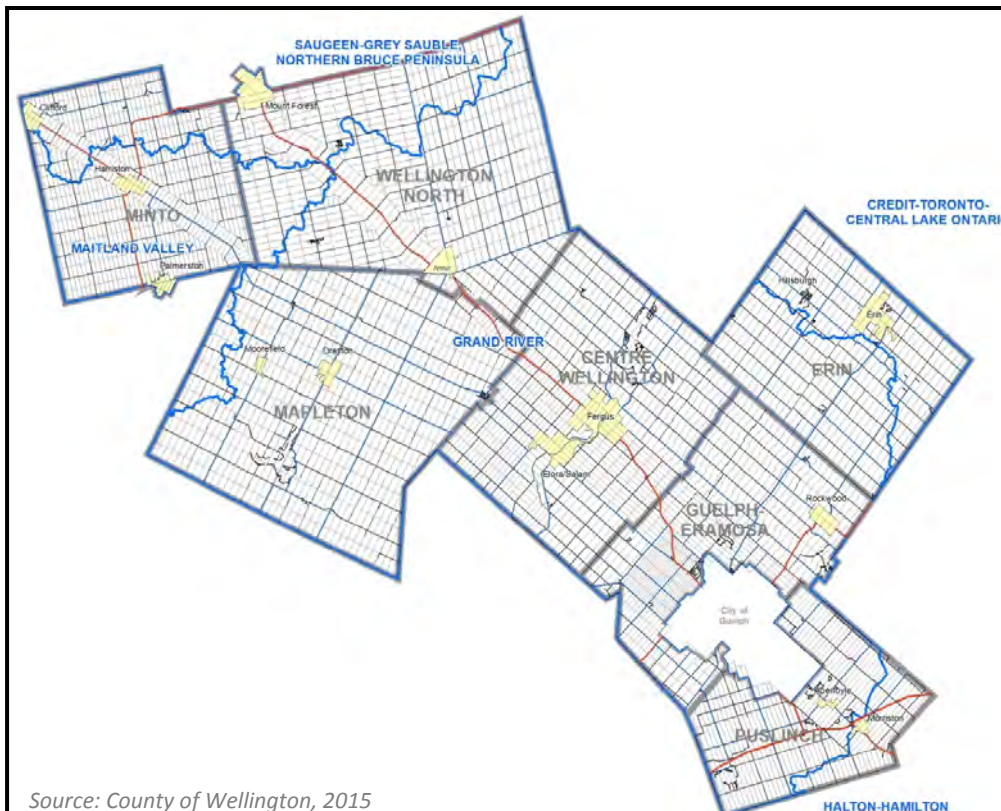 SAUGEEN-GREY SAUBLE,
NORTHERN BRUCE PENINSULA
Clifford
Mount Forest
Harriston
WELLINGTON
NORTH
MINTO
CREDIT-TORONTO-
CENTRAL LAKE ONTARIO
MAITLAND VALLEY
Palmerston
Arthur
Hillsburgh
Erin
GRAND RIVER
Moorefield
Drayton
CENTRE
WELLINGTON
ERIN
MAPLETON
Fergus
Elora/Salem
Rockwood
GUELPH-
ERAMOSA
City of
Guelph
Aberfoyle
Morriston
PUSLINCH
Source: County of Wellington, 2015
HALTON-HAMILTON